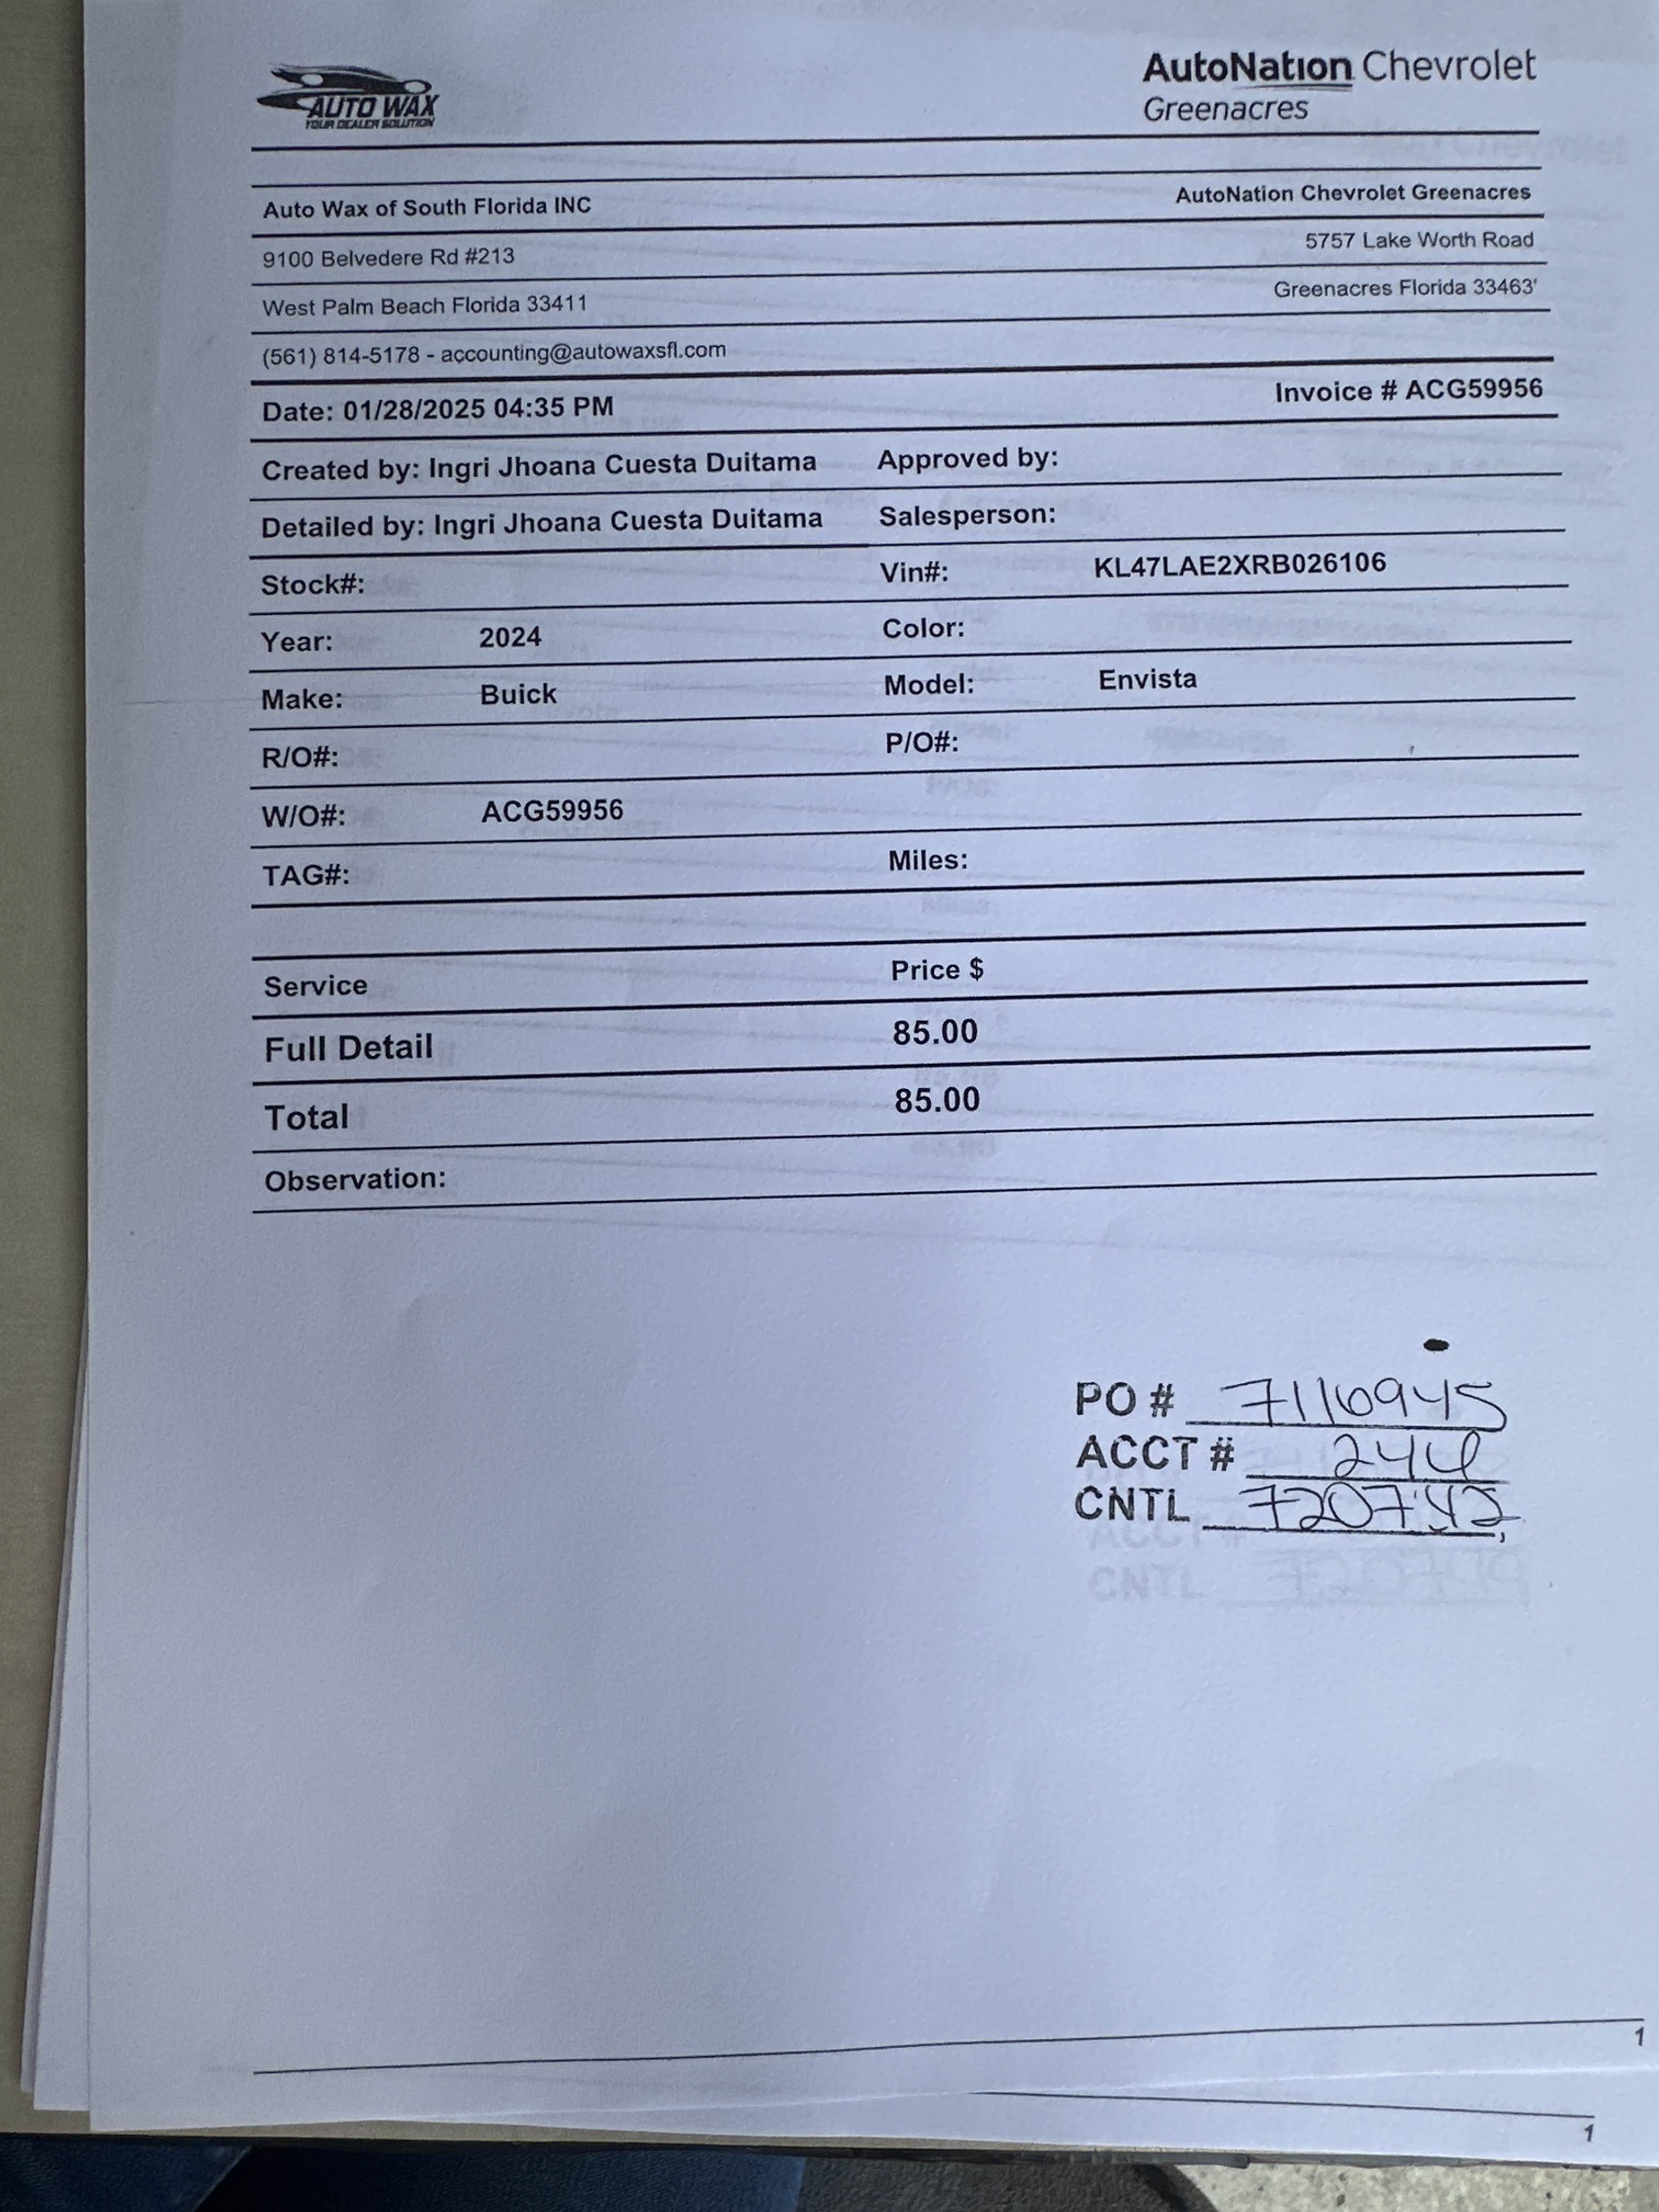 AUTO WAX
YOUR DEALER SOLUTION
AutoNation Chevrolet
Greenacres
Auto Wax of South Florida INC
AutoNation Chevrolet Greenacres
9100 Belvedere Rd #213
5757 Lake Worth Road
West Palm Beach Florida 33411
Greenacres Florida 33463'
(561) 814-5178 - accounting@autowaxsfl.com
Date: 01/28/2025 04:35 PM
Invoice # ACG59956
Created by: Ingri Jhoana Cuesta Duitama Approved by:
Detailed by: Ingri Jhoana Cuesta Duitama Salesperson:
Stock#: Vin#: KL47LAE2XRB026106
Year: 2024 Color:
Make: Buick Model: Envista
R/O#: P/O#:
W/O#: ACG59956
TAG#: Miles:
Service Price $
Full Detail 85.00
Total 85.00
Observation:
PO # 7116945
ACCT #
CNTL 720742
1
1